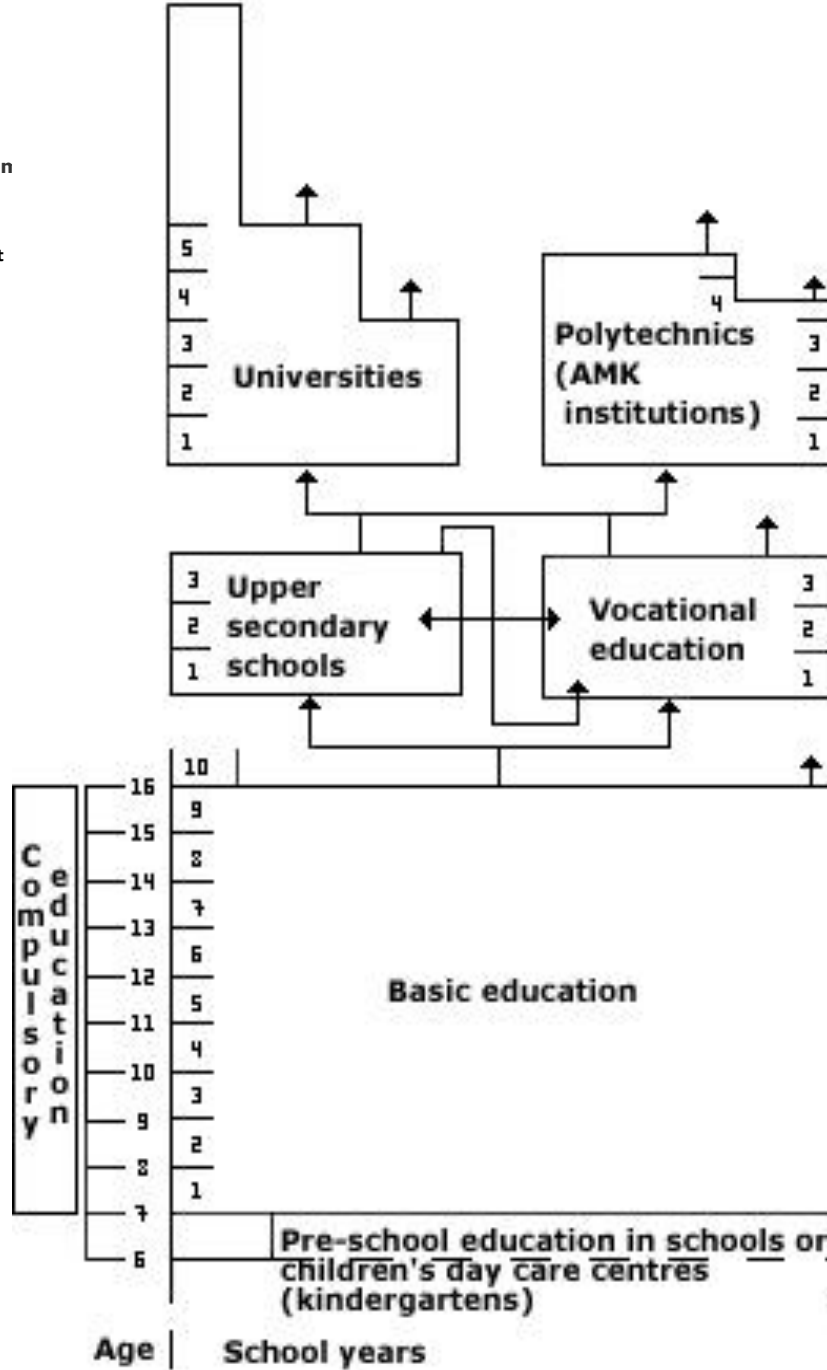 n
t
5
4
3
2
1
Universities
4
Polytechnics
(AMK
institutions)
3
2
1
3
2
1
Upper
secondary
schools
Vocational
education
3
2
1
10
9
8
7
6
5
4
3
2
1
16
15
14
13
12
11
10
9
8
7
6
Compulsory
education
Basic education
Pre-school education in schools or
children's day care centres
(kindergartens)
Age
School years